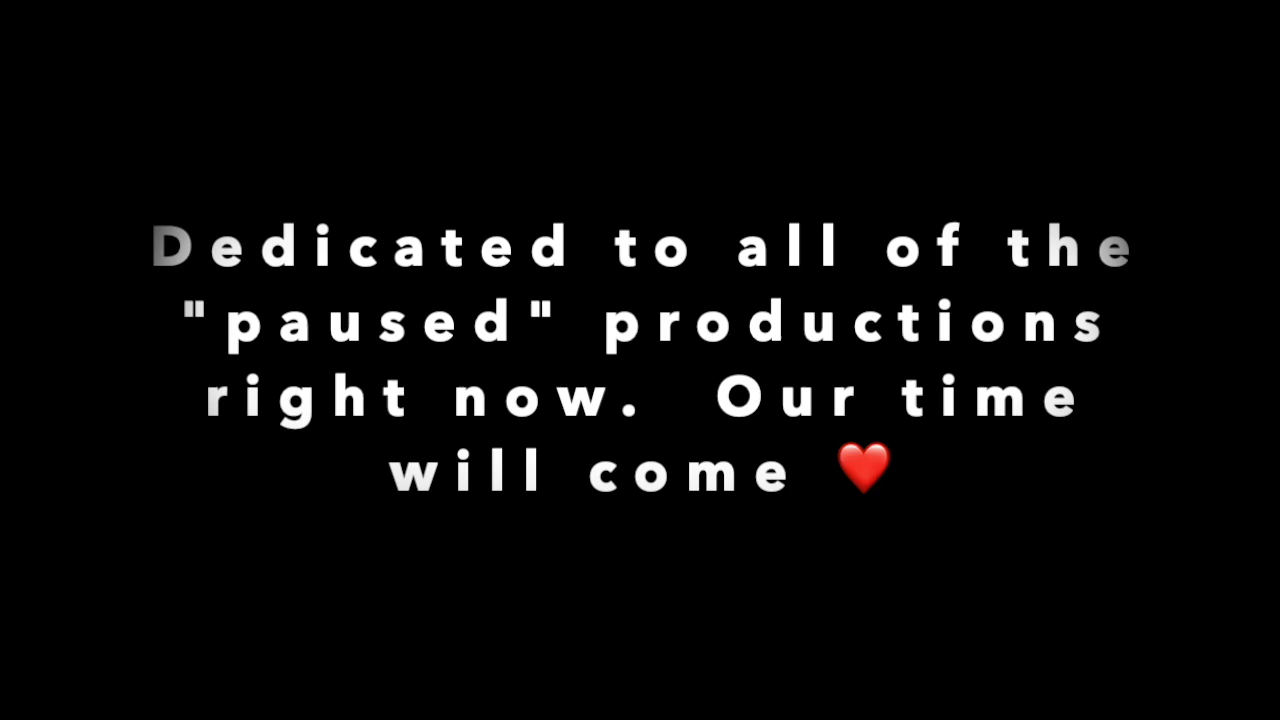 Dedicated to all of the
"paused" productions
right now.  Our time
will come ❤️